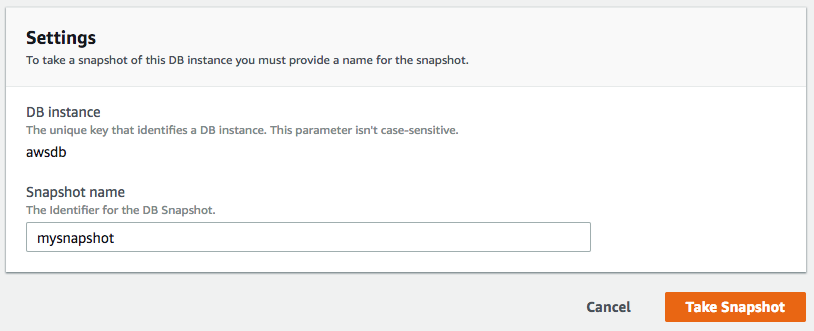 Settings
To take a snapshot of this DB instance you must provide a name for the snapshot.
DB instance
The unique key that identifies a DB instance. This parameter isn't case-sensitive.
awsdb
Snapshot name
The Identifier for the DB Snapshot.
mysnapshot
Cancel Take Snapshot